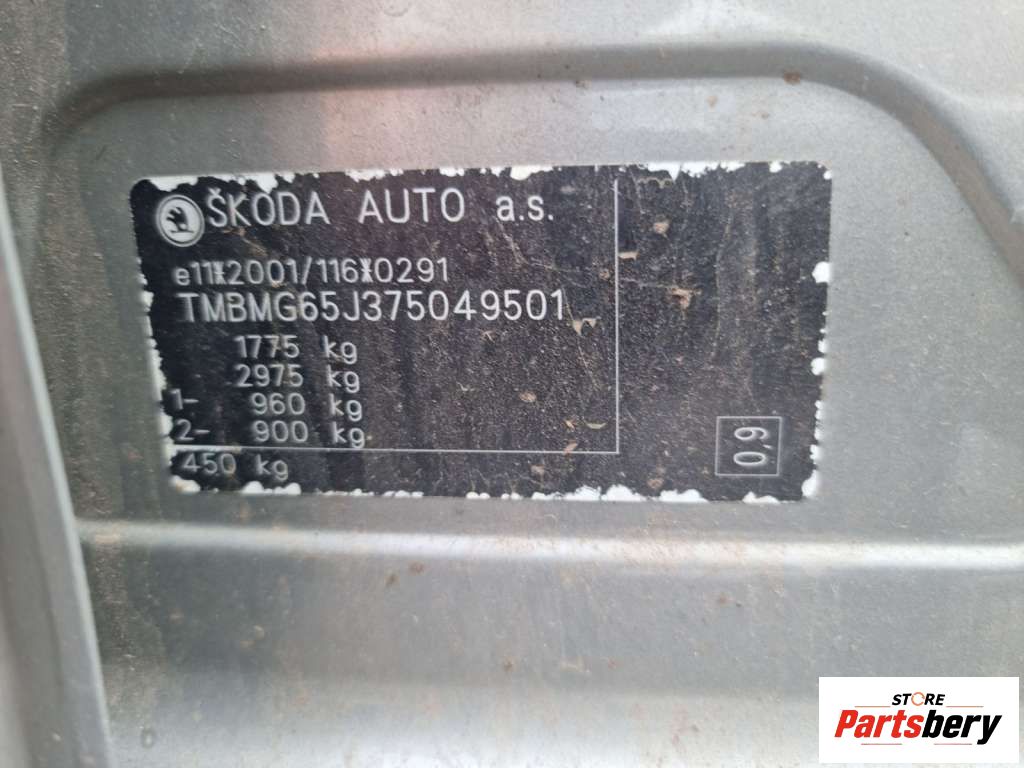 ŠKODA AUTO a.s.
e11*2001/116*0291
TMBMG65J375049501
1775 kg
2975 kg
1- 960 kg
2- 900 kg
450 kg
0,9
STORE
Partsbery